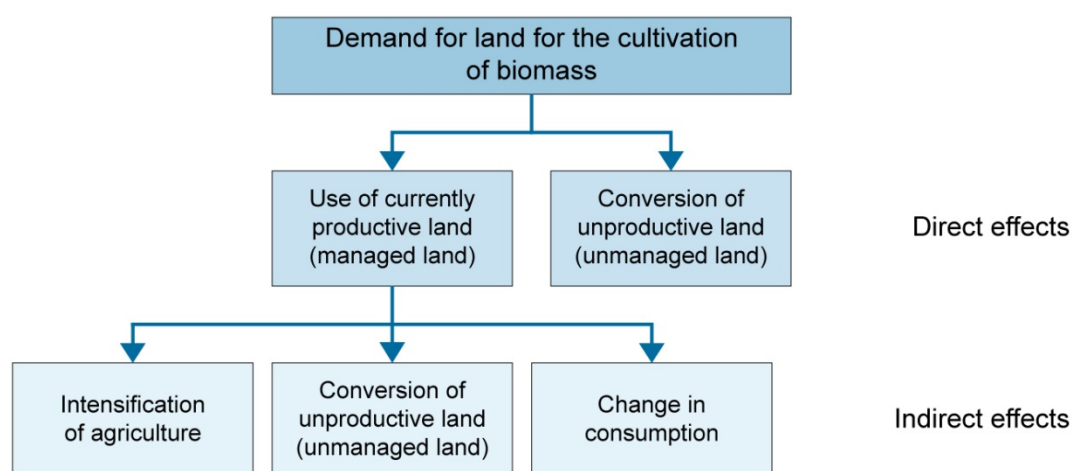 Demand for land for the cultivation
of biomass
Use of currently
productive land
(managed land)
Conversion of
unproductive land
(unmanaged land)
Direct effects
Intensification
of agriculture
Conversion of
unproductive land
(unmanaged land)
Change in
consumption
Indirect effects